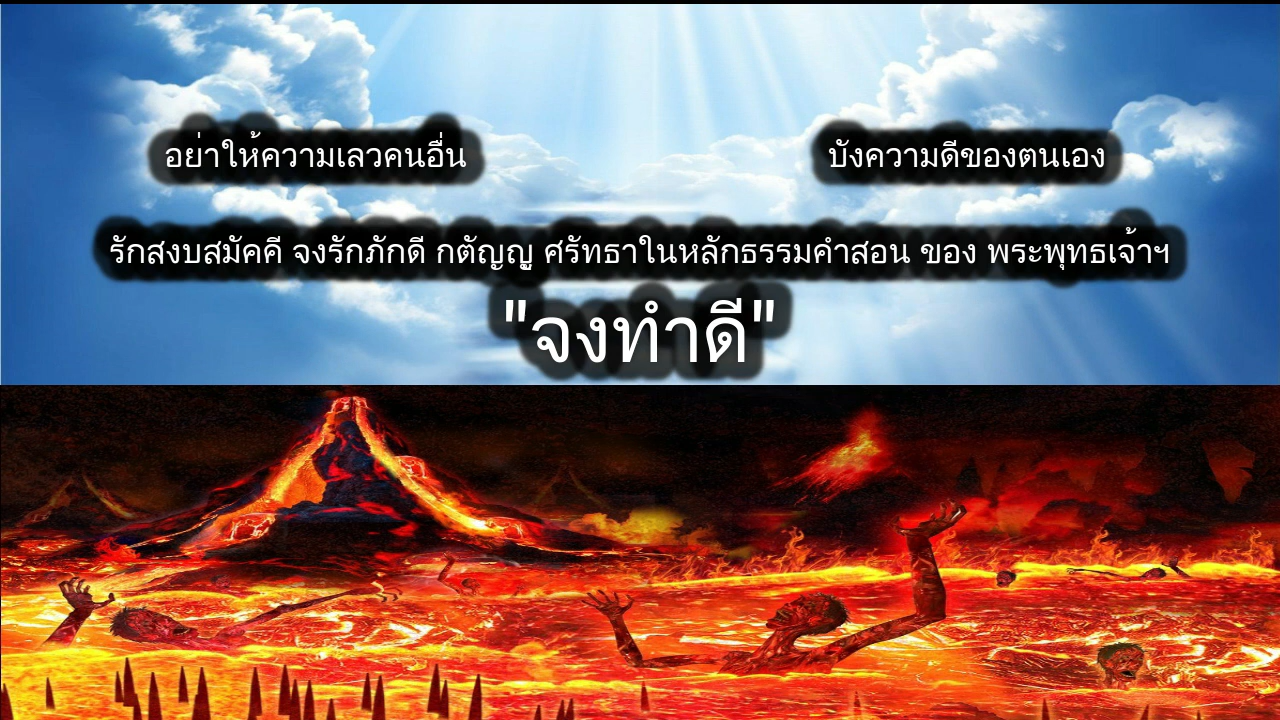 อย่าให้ความเลวคนอื่น บังความดีของตนเอง
รักสงบสมัคคี จงรักภักดี กตัญญู ศรัทธาในหลักธรรมคำสอน ของ พระพุทธเจ้าฯ
"จงทำดี"